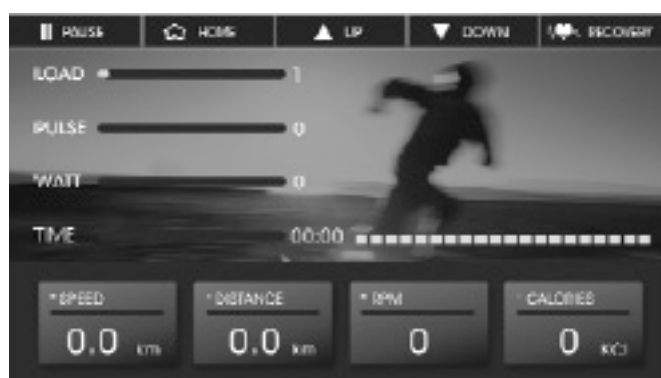 PAUSE HOME UP DOWN RECOVERY
LOAD 1
PULSE 0
WATT 0
TIME 00:00
SPEED DISTANCE RPM CALORIES
0.0 km 0.0 km 0 0